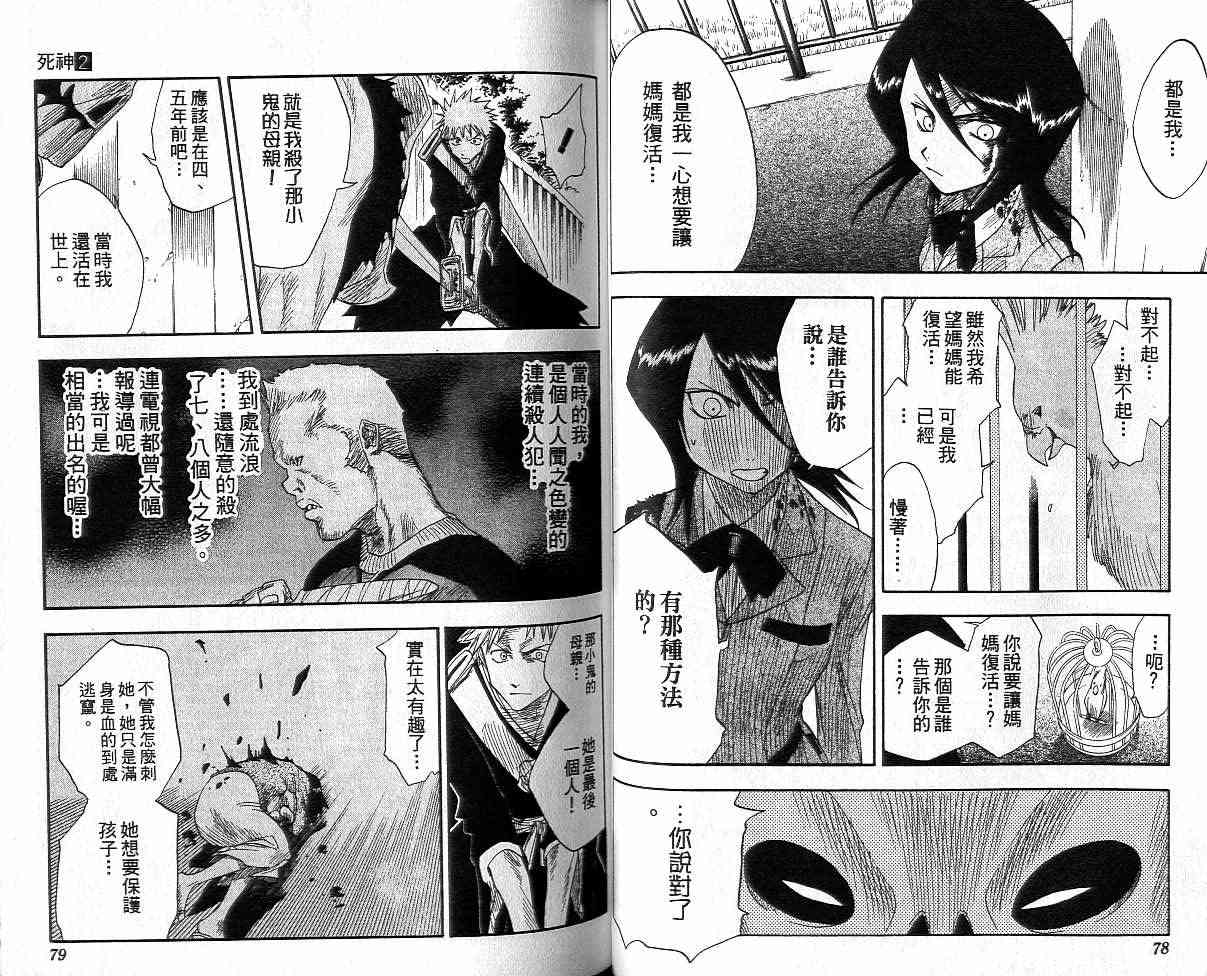 都是我…
都是我一心想要讓
媽媽復活…
對不起…
…對不起…
雖然我希
望媽媽能
復活…
可是我
已經
…
慢著……
…呃？
你說要讓媽
媽復活…？
那個是誰
告訴你的
…？
是誰告訴你
說…
有那種方法
的？
…你說對了
。
78
死神2
！
就是我殺了那小
鬼的母親！
應該是在四、
五年前吧…
當時我
還活在
世上。
當時的我，
是個人人聞之色變的
連續殺人犯…
我到處流浪
……還隨意的殺
了七、八個人之多。
連電視都曾大幅
報導過呢
…我可是
相當的出名的喔…
那小鬼的
母親…
她是最後
一個人！
實在太有趣了…
不管我怎麼刺
她，她只是滿
身是血的到處
逃竄。
她想要保護
孩子…
79